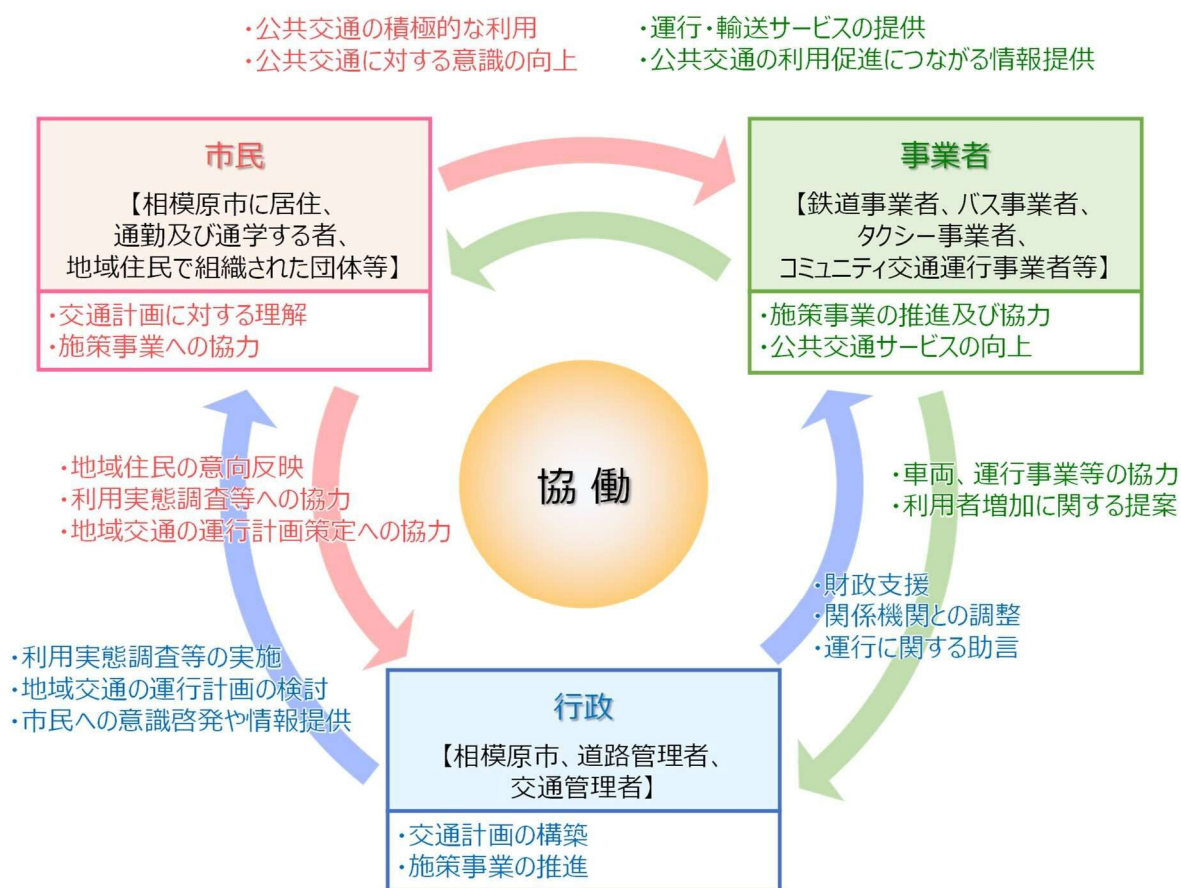 ・公共交通の積極的な利用
・公共交通に対する意識の向上
・運行・輸送サービスの提供
・公共交通の利用促進につながる情報提供
市民
【相模原市に居住、
通勤及び通学する者、
地域住民で組織された団体等】
・交通計画に対する理解
・施策事業への協力
事業者
【鉄道事業者、バス事業者、
タクシー事業者、
コミュニティ交通運行事業者等】
・施策事業の推進及び協力
・公共交通サービスの向上
協働
・地域住民の意向反映
・利用実態調査等への協力
・地域交通の運行計画策定への協力
・車両、運行事業等の協力
・利用者増加に関する提案
・財政支援
・関係機関との調整
・運行に関する助言
・利用実態調査等の実施
・地域交通の運行計画の検討
・市民への意識啓発や情報提供
行政
【相模原市、道路管理者、
交通管理者】
・交通計画の構築
・施策事業の推進